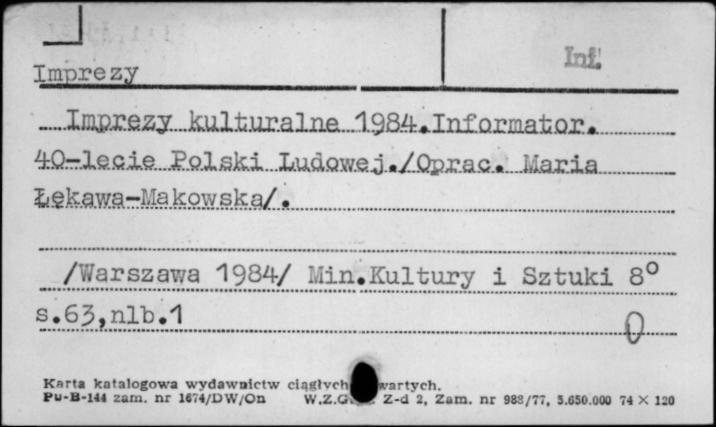 Inf.
Imprezy
Imprezy kulturalne 1984.Informator.
40-lecie Polski Ludowej./Oprac. Maria
Łękawa-Makowska/.
/Warszawa 1984/ Min.Kultury i Sztuki 8°
s.63,nlb.1
0
Karta katalogowa wydawnictw ciągłych
Pu-B-144 zam. nr 1674/DW/On W.Z.G. Z-d 2, Zam. nr 988/77, 5.650.000 74 × 120